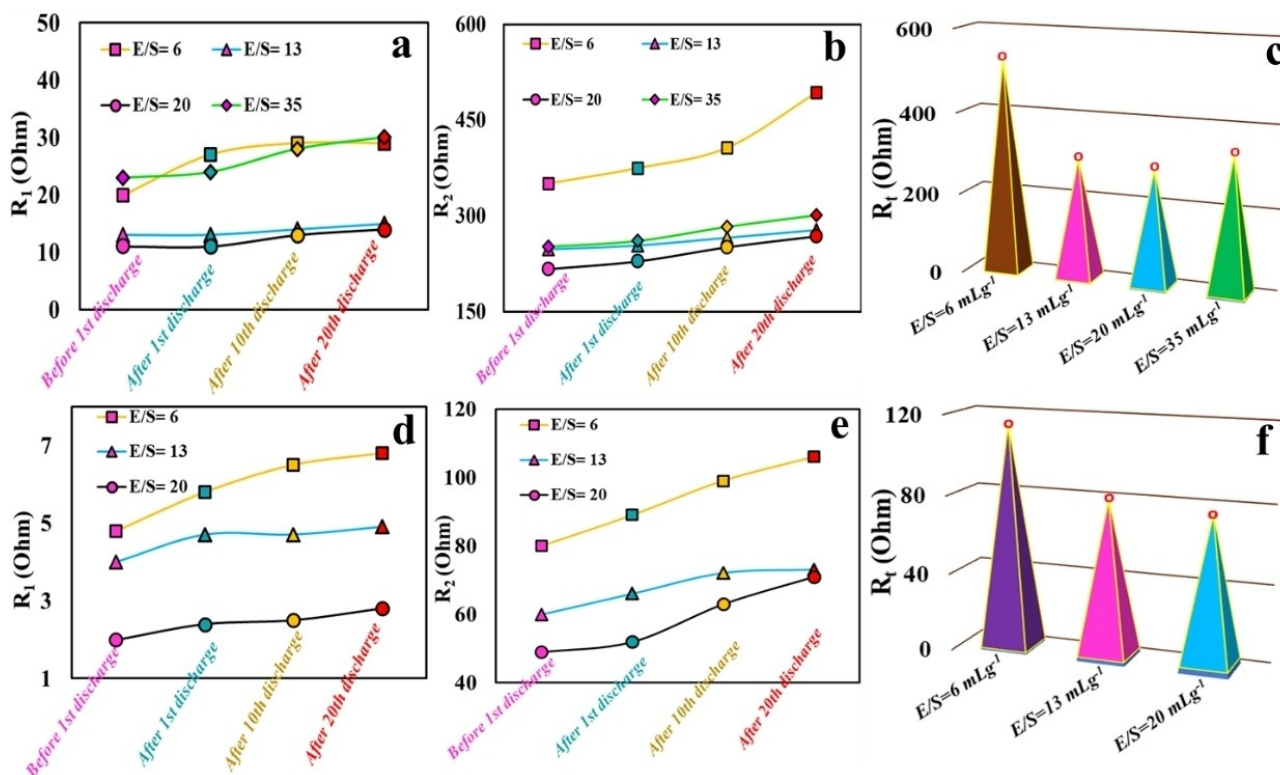 a
50
40
30
20
10
0
R₁ (Ohm)
E/S= 6
E/S= 13
E/S= 20
E/S= 35
Before 1st discharge
After 1st discharge
After 10th discharge
After 20th discharge
b
600
450
300
150
R₂ (Ohm)
E/S= 6
E/S= 13
E/S= 20
E/S= 35
Before 1st discharge
After 1st discharge
After 10th discharge
After 20th discharge
c
600
400
200
0
Rₜ (Ohm)
E/S=6 mLg⁻¹
E/S=13 mLg⁻¹
E/S=20 mLg⁻¹
E/S=35 mLg⁻¹
d
7
5
3
1
R₁ (Ohm)
E/S= 6
E/S= 13
E/S= 20
Before 1st discharge
After 1st discharge
After 10th discharge
After 20th discharge
e
120
100
80
60
40
R₂ (Ohm)
E/S= 6
E/S= 13
E/S= 20
Before 1st discharge
After 1st discharge
After 10th discharge
After 20th discharge
f
120
80
40
0
Rₜ (Ohm)
E/S=6 mLg⁻¹
E/S=13 mLg⁻¹
E/S=20 mLg⁻¹